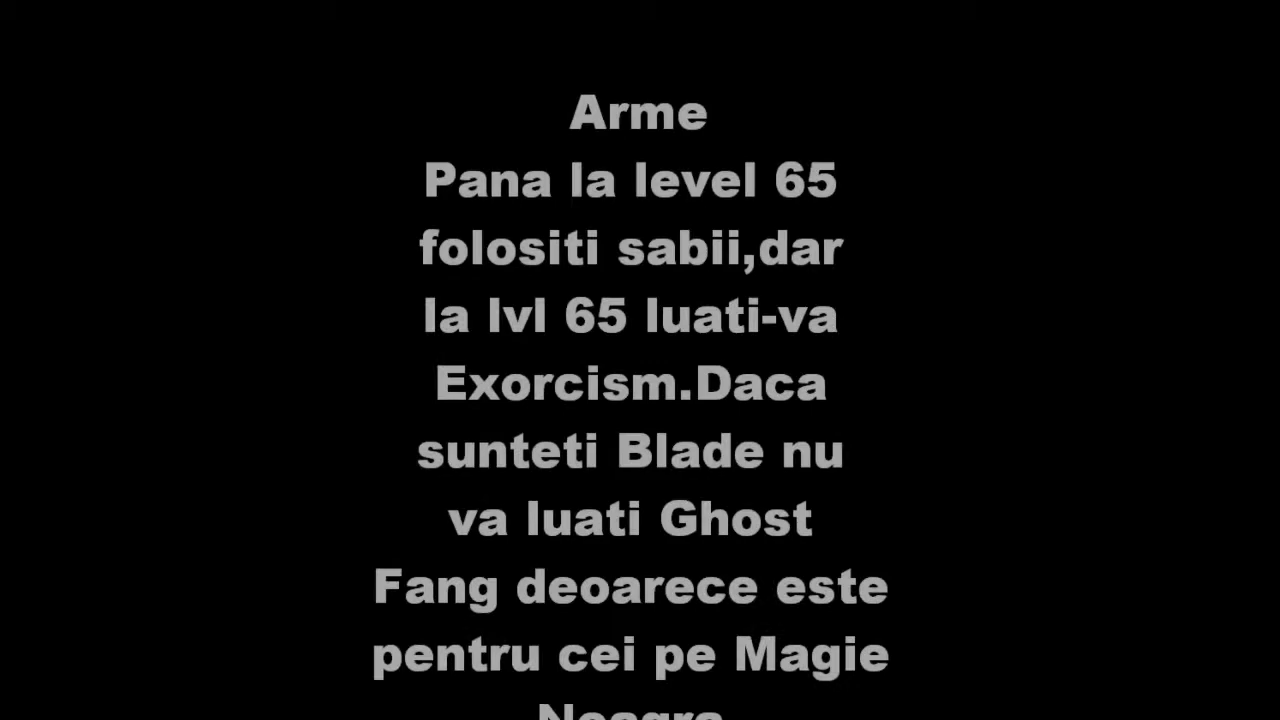 Arme
Pana la level 65
folositi sabii,dar
la lvl 65 luati-va
Exorcism.Daca
sunteti Blade nu
va luati Ghost
Fang deoarece este
pentru cei pe Magie
Neagra